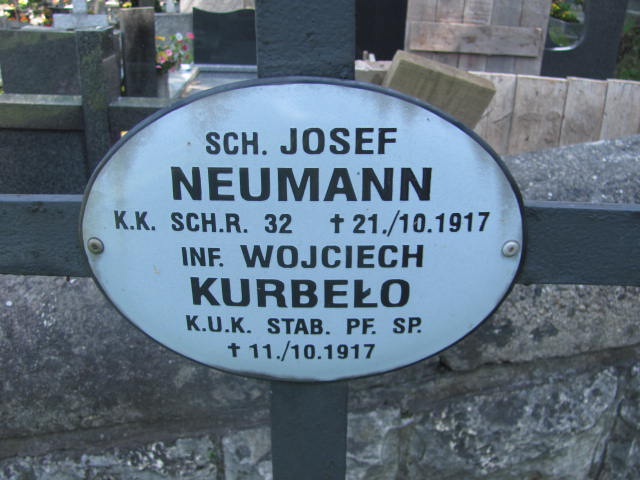 SCH. JOSEF
NEUMANN
K.K. SCH.R. 32 ✝ 21./10.1917
INF. WOJCIECH
KURBEŁO
K.U.K. STAB. PF. SP.
✝ 11./10.1917